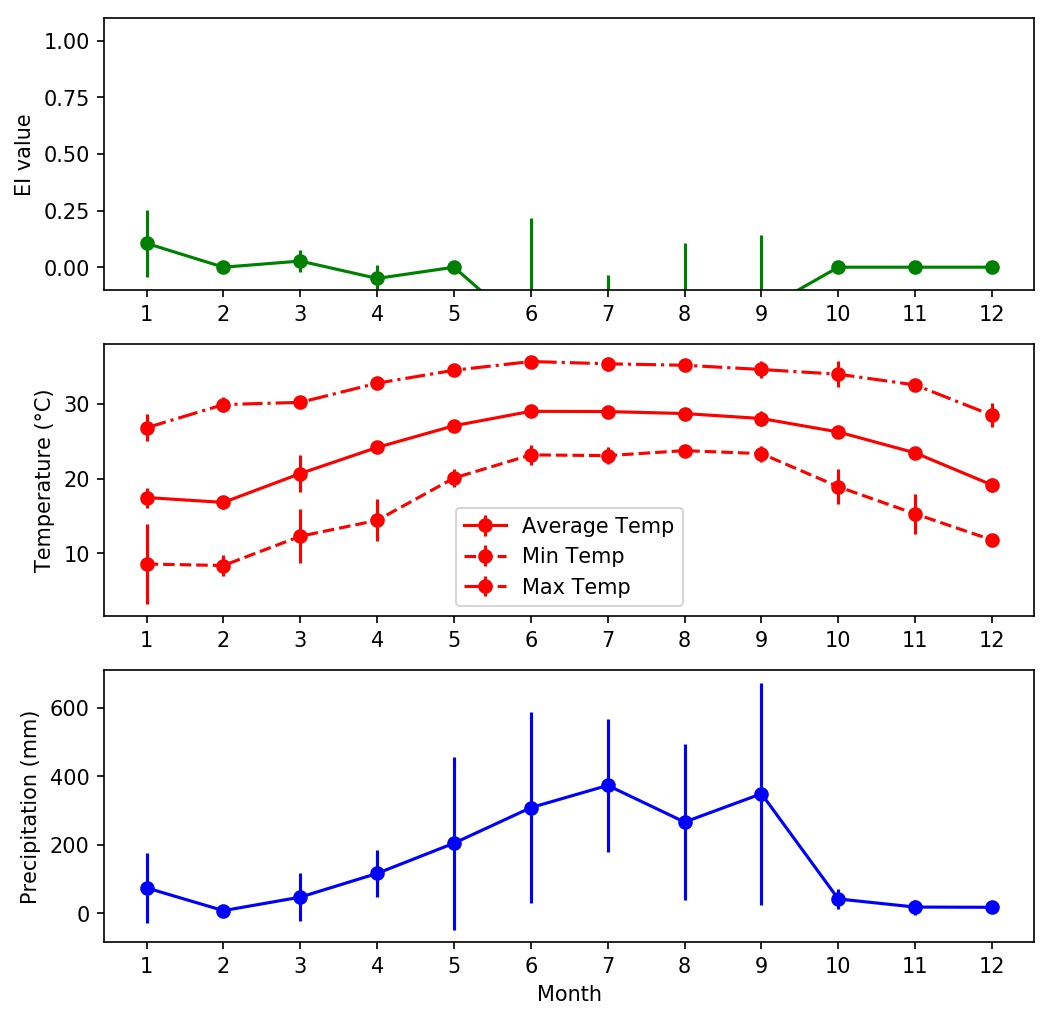 EI value
1.00
0.75
0.50
0.25
0.00
1 2 3 4 5 6 7 8 9 10 11 12
Temperature (°C)
30
20
10
Average Temp
Min Temp
Max Temp
1 2 3 4 5 6 7 8 9 10 11 12
Precipitation (mm)
600
400
200
0
1 2 3 4 5 6 7 8 9 10 11 12
Month